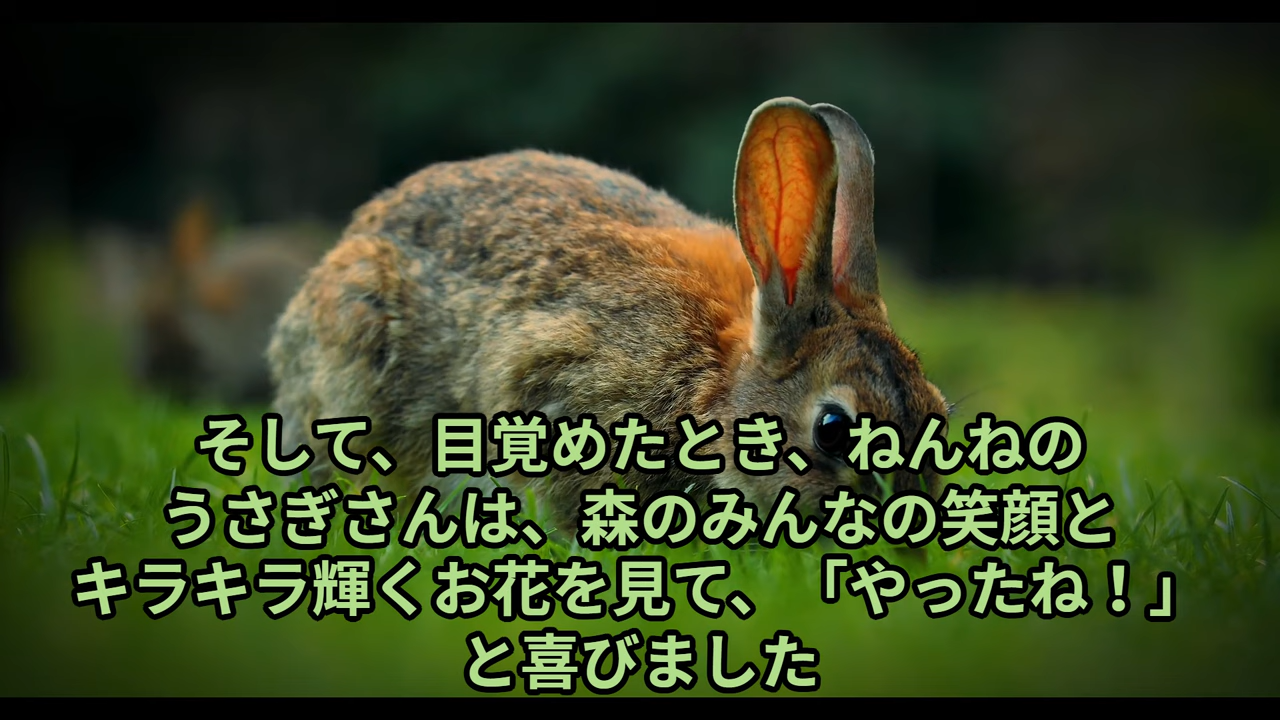 そして、目覚めたとき、ねんねの
うさぎさんは、森のみんなの笑顔と
キラキラ輝くお花を見て、「やったね！」
と喜びました